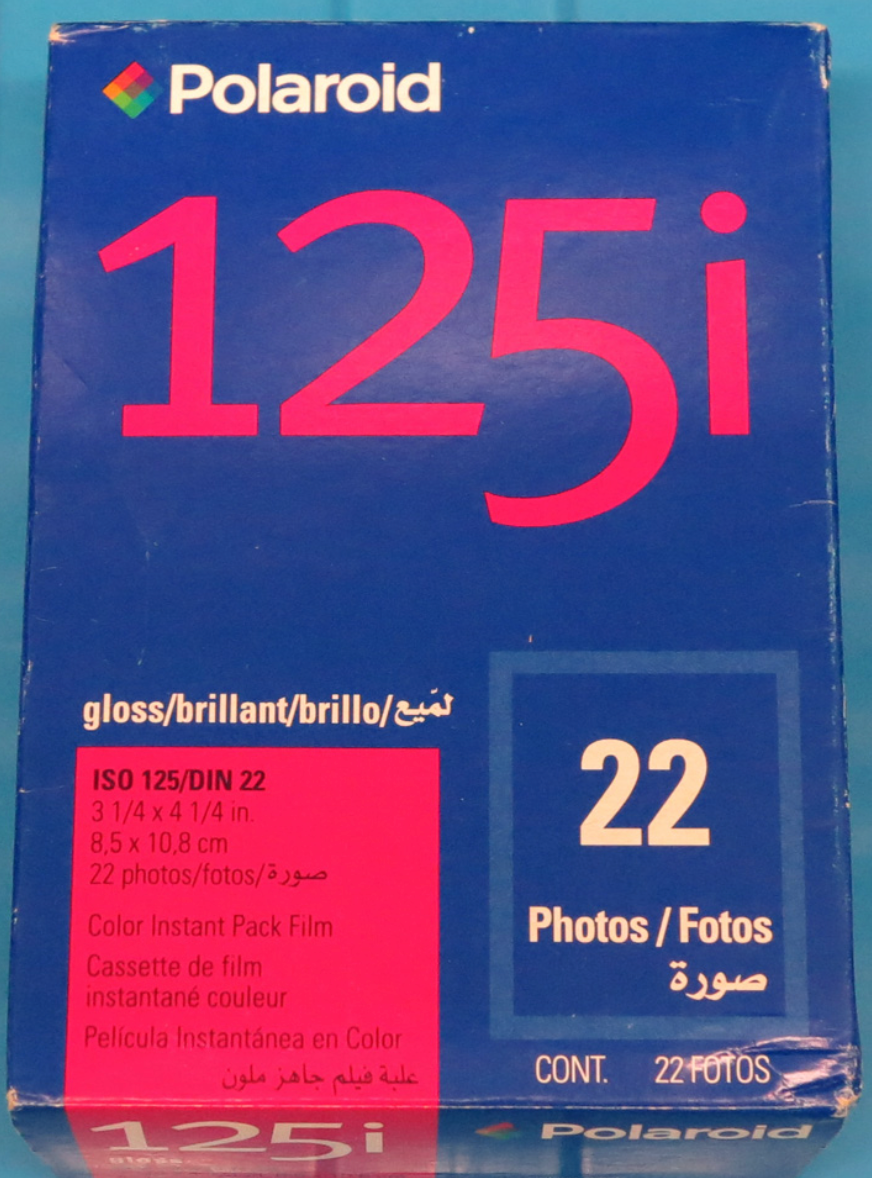 Polaroid
125i
gloss/brillant/brillo/لمّيع
ISO 125/DIN 22
3 1/4 x 4 1/4 in.
8,5 x 10,8 cm
22 photos/fotos/صورة
Color Instant Pack Film
Cassette de film
instantané couleur
Película Instantánea en Color
علبة فيلم جاهز ملون
22
Photos / Fotos
صورة
CONT. 22 FOTOS
125i
gloss
Polaroid